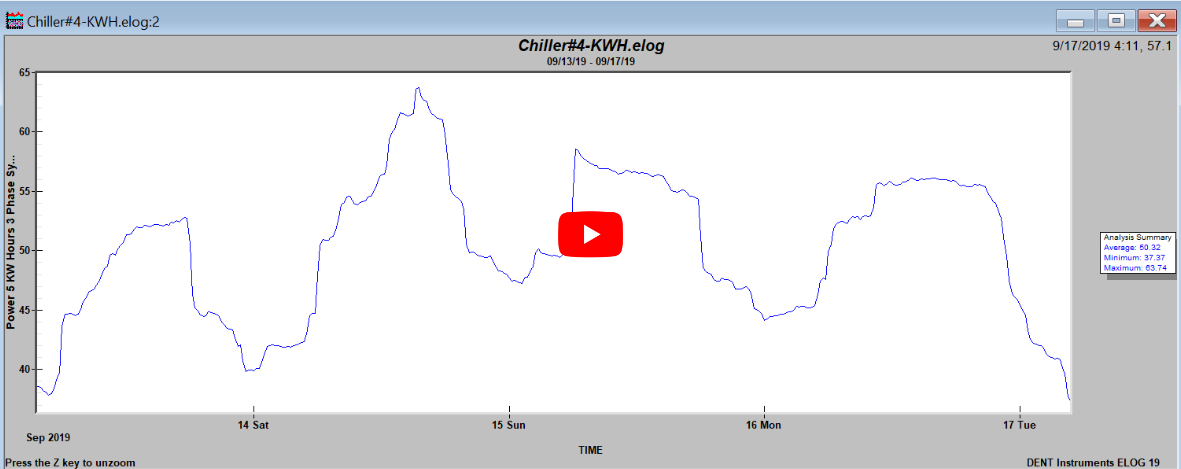 Chiller#4-KWH.elog:2
Chiller#4-KWH.elog
9/17/2019 4:11, 57.1
09/13/19 - 09/17/19
Power 5 KW Hours 3 Phase Sy...
65
60
55
50
45
40
Analysis Summary
Average: 50.32
Minimum: 37.37
Maximum: 63.74
14 Sat
15 Sun
16 Mon
17 Tue
Sep 2019
TIME
Press the Z key to unzoom
DENT Instruments ELOG 19